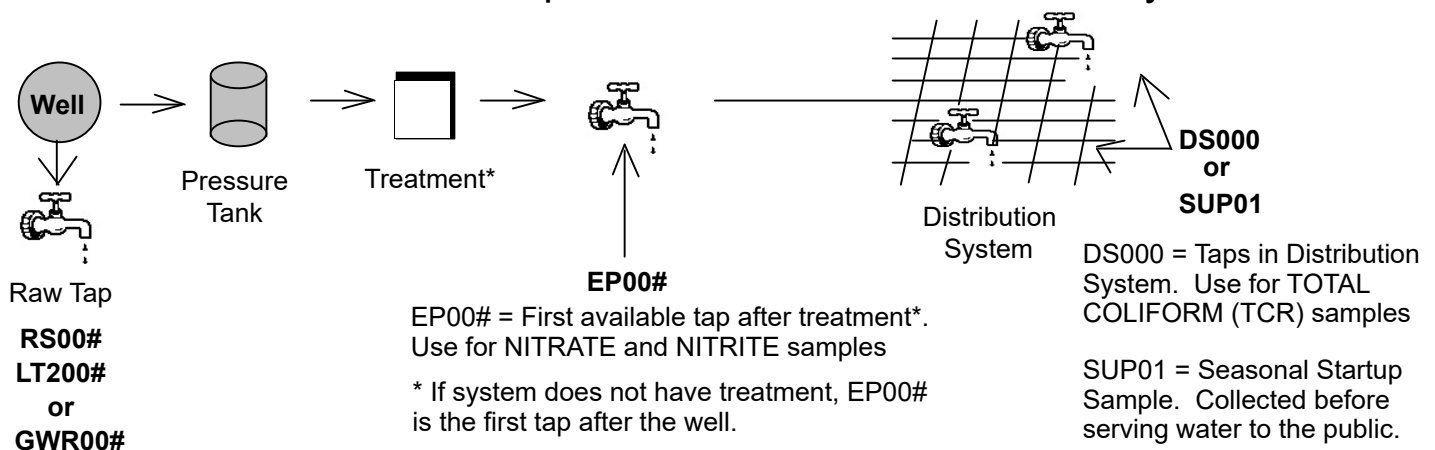 Well
Pressure
Tank
Treatment*
Raw Tap
RS00#
LT200#
or
GWR00#
EP00#
EP00# = First available tap after treatment*.
Use for NITRATE and NITRITE samples
* If system does not have treatment, EP00#
is the first tap after the well.
Distribution
System
DS000
or
SUP01
DS000 = Taps in Distribution
System. Use for TOTAL
COLIFORM (TCR) samples
SUP01 = Seasonal Startup
Sample. Collected before
serving water to the public.